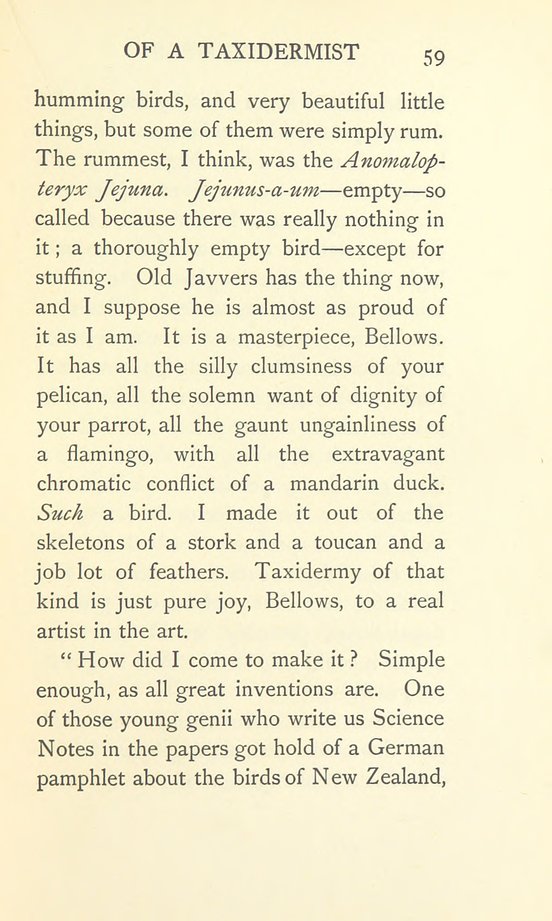 OF A TAXIDERMIST 59
humming birds, and very beautiful little
things, but some of them were simply rum.
The rummest, I think, was the Anomalop-
teryx Jejuna. Jejunus-a-um—empty—so
called because there was really nothing in
it ; a thoroughly empty bird—except for
stuffing. Old Javvers has the thing now,
and I suppose he is almost as proud of
it as I am. It is a masterpiece, Bellows.
It has all the silly clumsiness of your
pelican, all the solemn want of dignity of
your parrot, all the gaunt ungainliness of
a flamingo, with all the extravagant
chromatic conflict of a mandarin duck.
Such a bird. I made it out of the
skeletons of a stork and a toucan and a
job lot of feathers. Taxidermy of that
kind is just pure joy, Bellows, to a real
artist in the art.
“ How did I come to make it ? Simple
enough, as all great inventions are. One
of those young genii who write us Science
Notes in the papers got hold of a German
pamphlet about the birds of New Zealand,